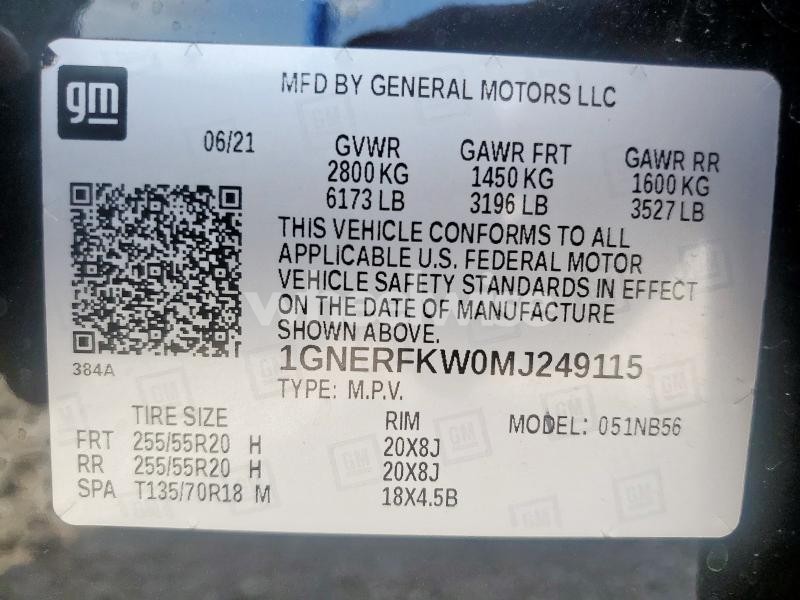 gm
MFD BY GENERAL MOTORS LLC
06/21 GVWR GAWR FRT GAWR RR
2800 KG 1450 KG 1600 KG
6173 LB 3196 LB 3527 LB
THIS VEHICLE CONFORMS TO ALL
APPLICABLE U.S. FEDERAL MOTOR
VEHICLE SAFETY STANDARDS IN EFFECT
ON THE DATE OF MANUFACTURE
SHOWN ABOVE.
384A
1GNERFKW0MJ249115
TYPE: M.P.V.
TIRE SIZE RIM MODEL: 051NB56
FRT 255/55R20 H 20X8J
RR 255/55R20 H 20X8J
SPA T135/70R18 M 18X4.5B